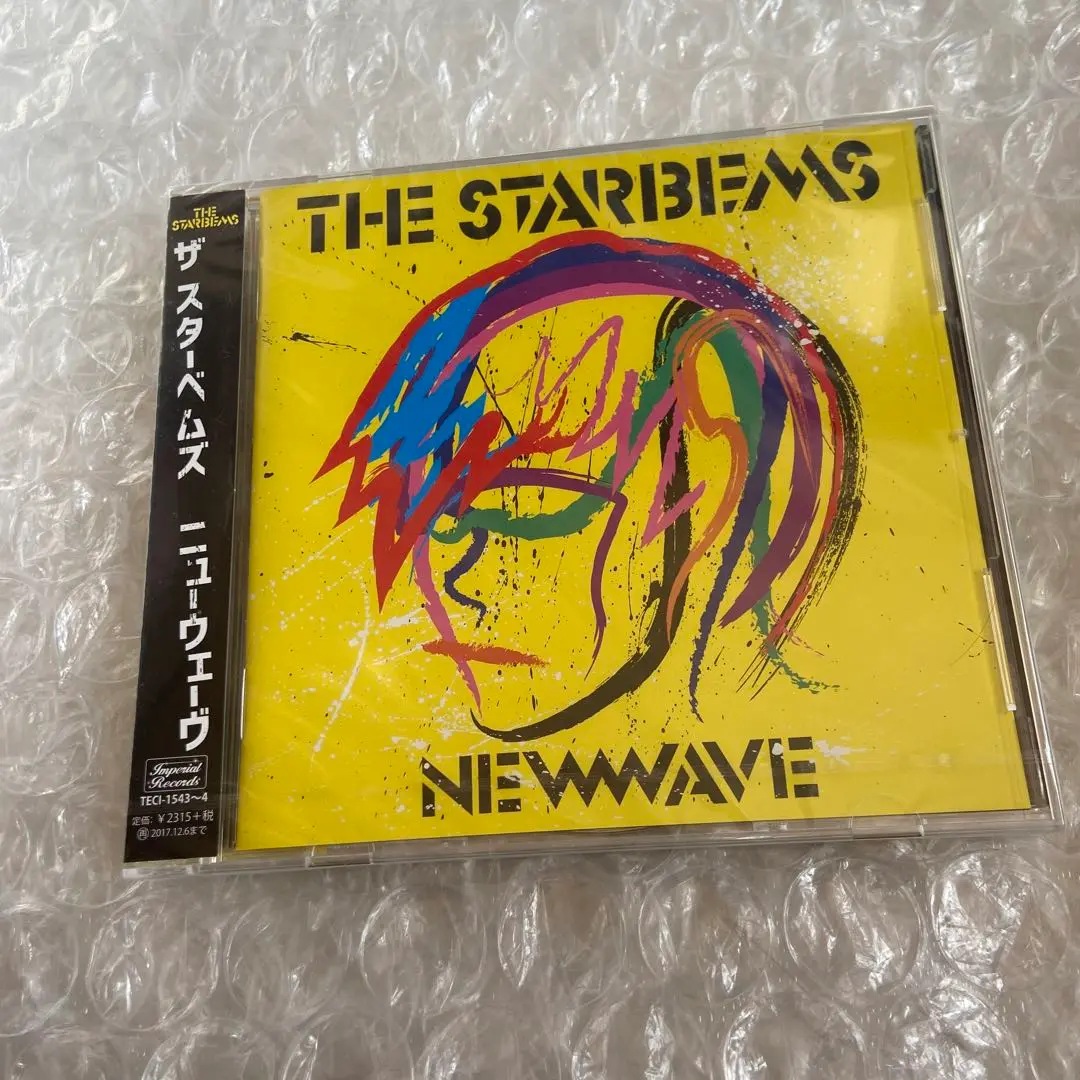 THE STARBEMS
NEWWAVE
THE
STARBEMS
ザ スターベムズ ニューウェーヴ
Imperial
Records
TECI-1543~4
定価: ¥2315+税
再 2017.12.6まで